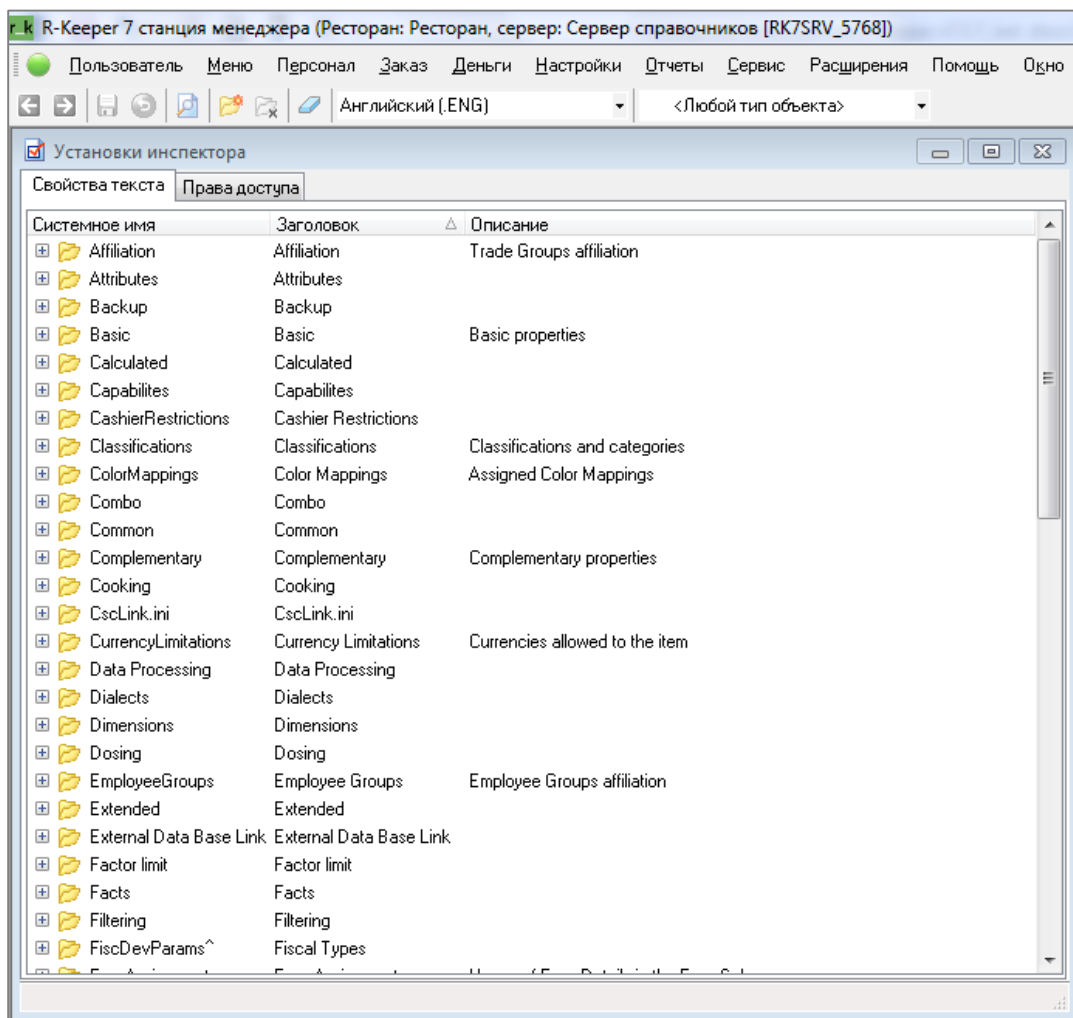 r_k R-Keeper 7 станция менеджера (Ресторан: Ресторан, сервер: Сервер справочников [RK7SRV_5768])
Пользователь Меню Персонал Заказ Деньги Настройки Отчеты Сервис Расширения Помощь Окно
Английский (.ENG) <Любой тип объекта>
Установки инспектора
Свойства текста Права доступа
Системное имя Заголовок Описание
Affiliation Affiliation Trade Groups affiliation
Attributes Attributes
Backup Backup
Basic Basic Basic properties
Calculated Calculated
Capabilites Capabilites
CashierRestrictions Cashier Restrictions
Classifications Classifications Classifications and categories
ColorMappings Color Mappings Assigned Color Mappings
Combo Combo
Common Common
Complementary Complementary Complementary properties
Cooking Cooking
CscLink.ini CscLink.ini
CurrencyLimitations Currency Limitations Currencies allowed to the item
Data Processing Data Processing
Dialects Dialects
Dimensions Dimensions
Dosing Dosing
EmployeeGroups Employee Groups Employee Groups affiliation
Extended Extended
External Data Base Link External Data Base Link
Factor limit Factor limit
Facts Facts
Filtering Filtering
FiscDevParams^ Fiscal Types